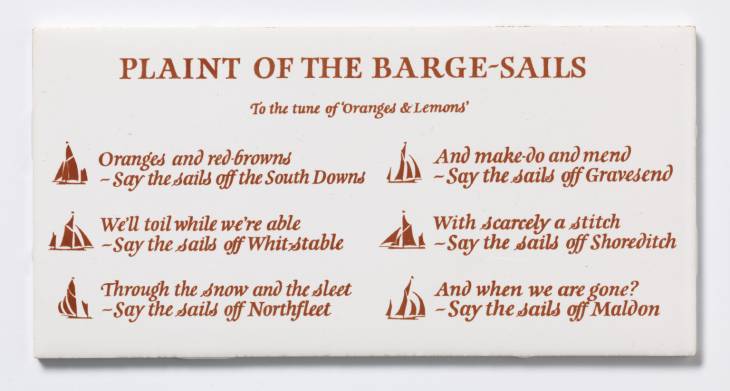 PLAINT OF THE BARGE-SAILS
To the tune of 'Oranges & Lemons'
Oranges and red-browns
~Say the sails off the South Downs
We'll toil while we're able
~Say the sails off Whit-stable
Through the snow and the sleet
~Say the sails off Northfleet
And make-do and mend
~Say the sails off Gravesend
With scarcely a stitch
~Say the sails off Shoreditch
And when we are gone?
~Say the sails off Maldon